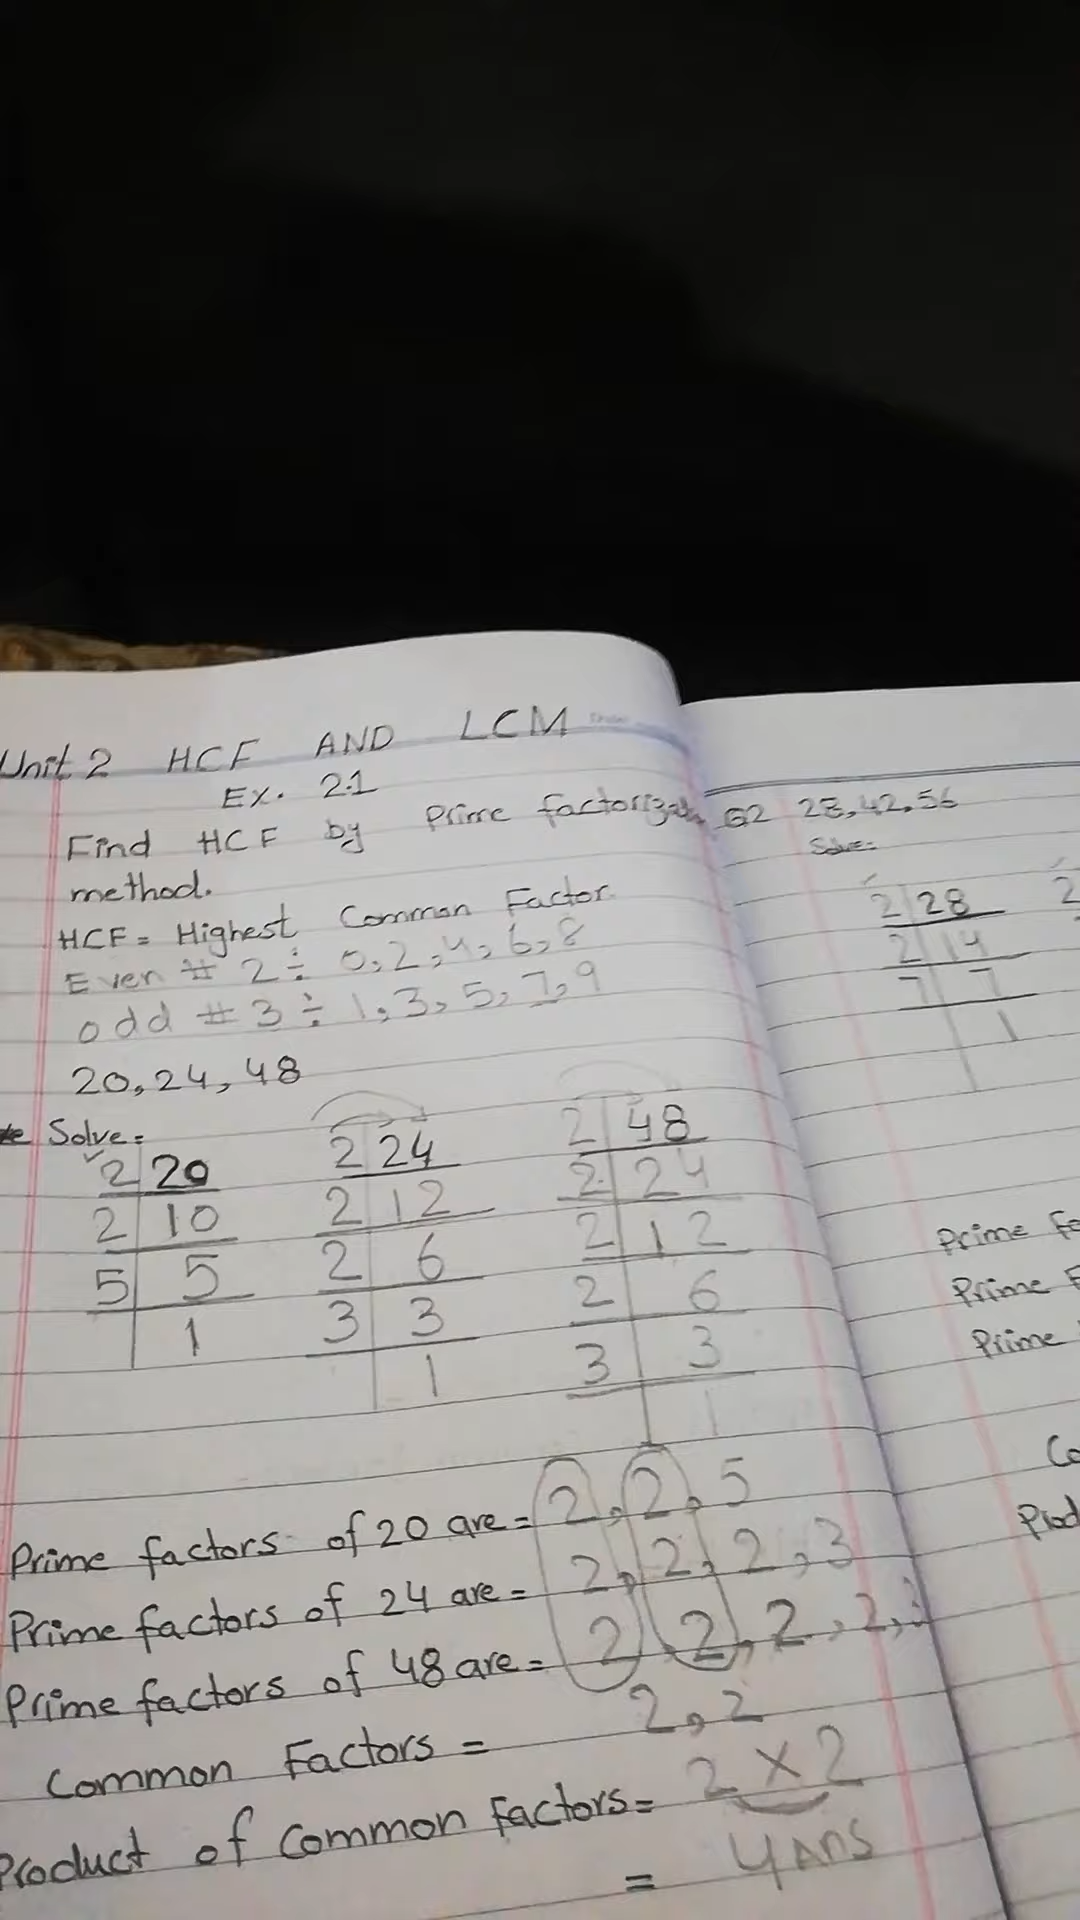 Unit 2 HCF AND LCM
Ex. 2.1
Find HCF by Prime
method.
HCF = Highest Common Factor
Even # 2 ÷ 0,2,4,6,8
odd # 3 ÷ 1,3,5,7,9
20,24,48
Solve=
2 20
2 10
5 5
1
2 24
2 12
2 6
3 3
1
2 48
2 24
2 12
2 6
3 3
1
Prime factors of 20 are = 2,2,5
Prime factors of 24 are = 2,2,2,3
Prime factors of 48 are = 2,2,2,2,
Common Factors = 2,2
Product of Common Factors = 2 × 2
= 4 Ans
Q2 28,42,56
Solve=
2 28
2 14
7 7
1
2
Prime
Prime
Prime